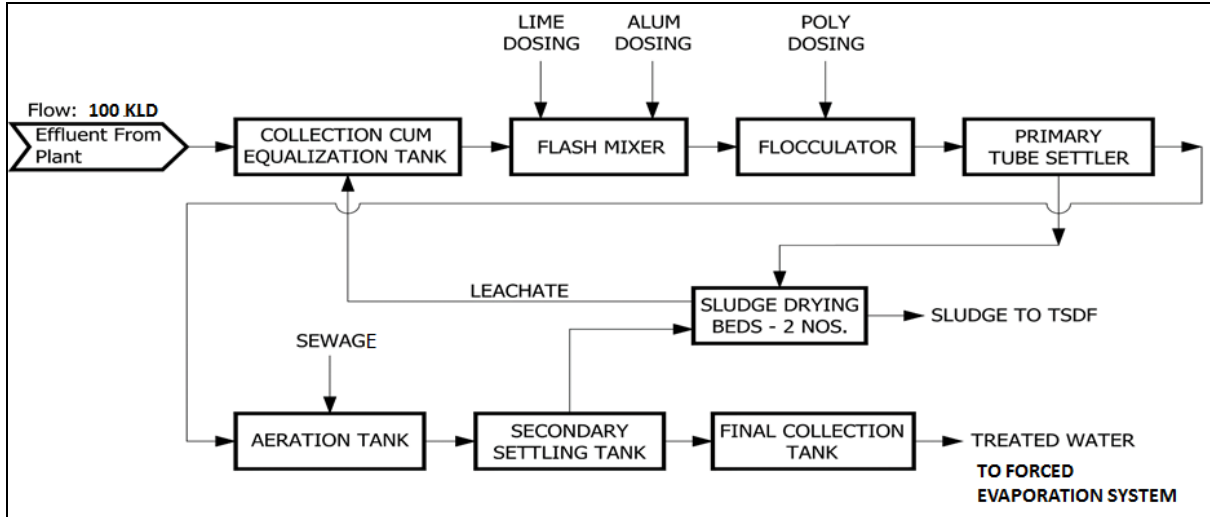 LIME
DOSING
ALUM
DOSING
POLY
DOSING
Flow: 100 KLD
Effluent From
Plant
COLLECTION CUM
EQUALIZATION TANK
FLASH MIXER
FLOCCULATOR
PRIMARY
TUBE SETTLER
LEACHATE
SLUDGE DRYING
BEDS - 2 NOS.
SLUDGE TO TSDF
SEWAGE
AERATION TANK
SECONDARY
SETTLING TANK
FINAL COLLECTION
TANK
TREATED WATER
TO FORCED
EVAPORATION SYSTEM